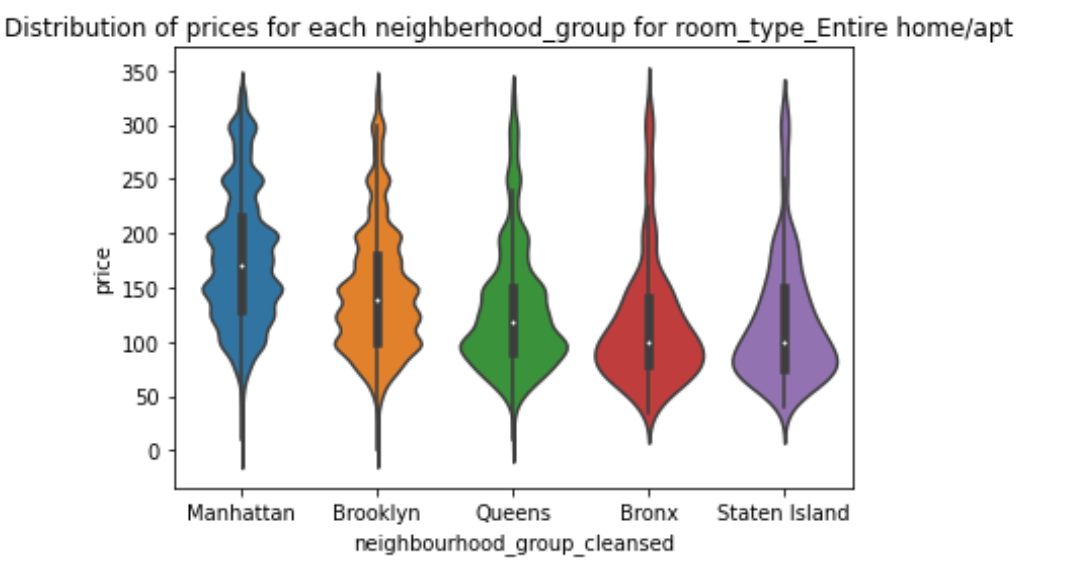 Distribution of prices for each neighberhood_group for room_type_Entire home/apt
350
300
250
200
150
100
50
0
price
Manhattan Brooklyn Queens Bronx Staten Island
neighbourhood_group_cleansed